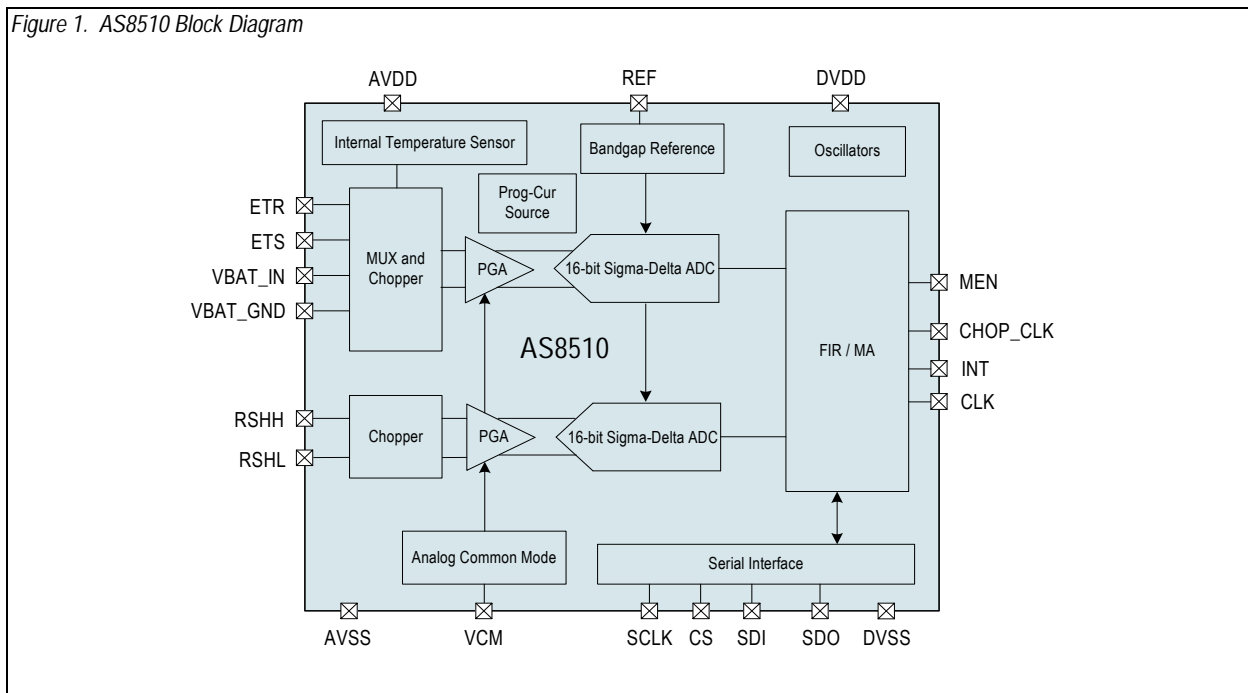 Figure 1. AS8510 Block Diagram
AVDD
REF
DVDD
Internal Temperature Sensor
Bandgap Reference
Oscillators
Prog-Cur
Source
ETR
ETS
VBAT_IN
VBAT_GND
MUX and
Chopper
PGA
16-bit Sigma-Delta ADC
FIR / MA
MEN
CHOP_CLK
INT
CLK
AS8510
RSHH
RSHL
Chopper
PGA
16-bit Sigma-Delta ADC
Analog Common Mode
Serial Interface
AVSS
VCM
SCLK
CS
SDI
SDO
DVSS